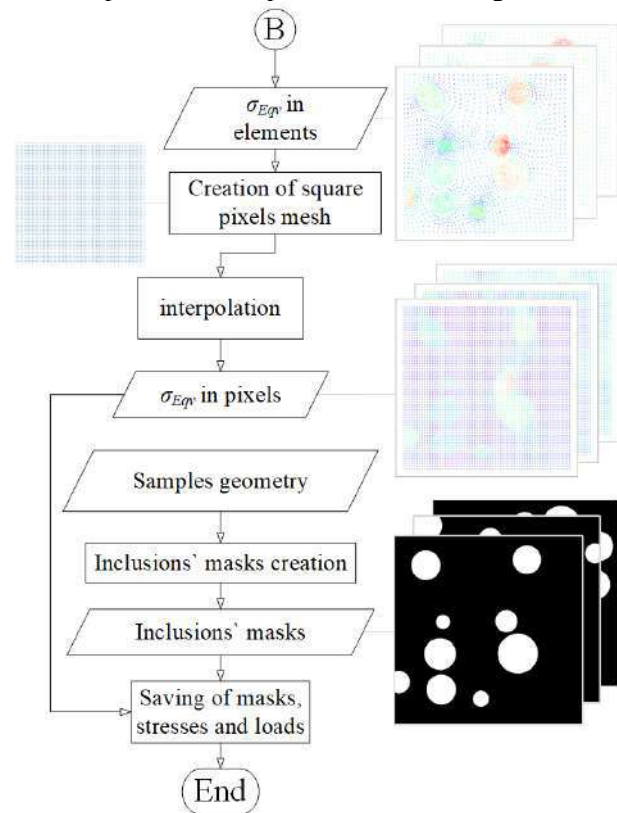 B
σEqv in
elements
Creation of square
pixels mesh
interpolation
σEqv in pixels
Samples geometry
Inclusions` masks creation
Inclusions` masks
Saving of masks,
stresses and loads
End